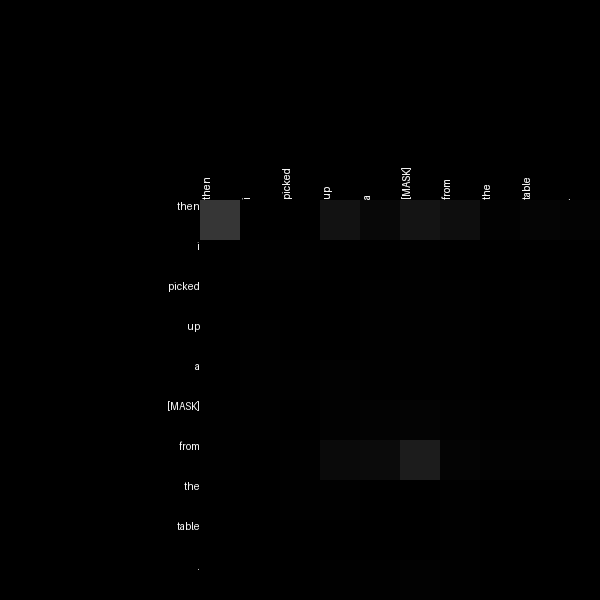 then i picked up a [MASK] from the table .
then
i
picked
up
a
[MASK]
from
the
table
.